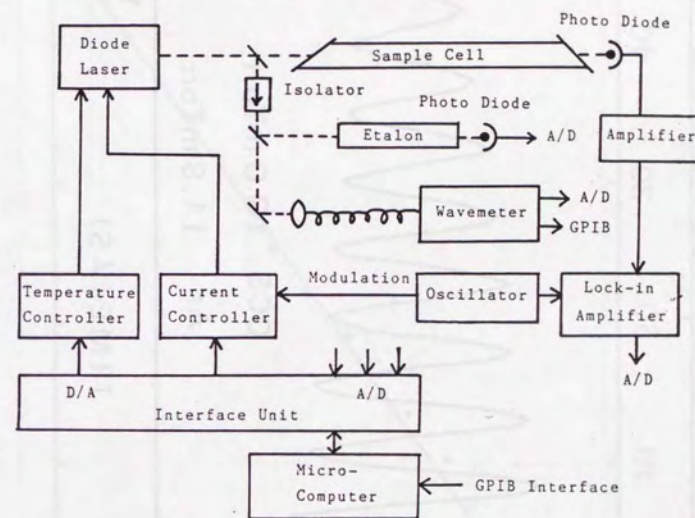 Photo Diode
Diode
Laser
Sample Cell
Isolator
Photo Diode
Etalon
A/D
Amplifier
Wavemeter
A/D
GPIB
Modulation
Temperature
Controller
Current
Controller
Oscillator
Lock-in
Amplifier
D/A
A/D
A/D
Interface Unit
Micro-
Computer
GPIB Interface